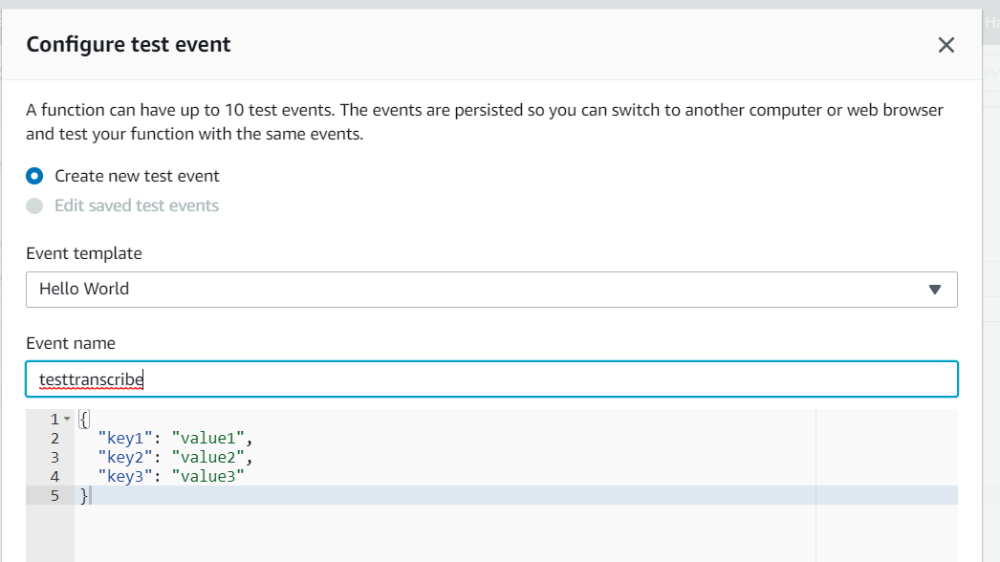 Configure test event
A function can have up to 10 test events. The events are persisted so you can switch to another computer or web browser
and test your function with the same events.
Create new test event
Edit saved test events
Event template
Hello World
Event name
testtranscribe
1 {
2 "key1": "value1",
3 "key2": "value2",
4 "key3": "value3"
5 }